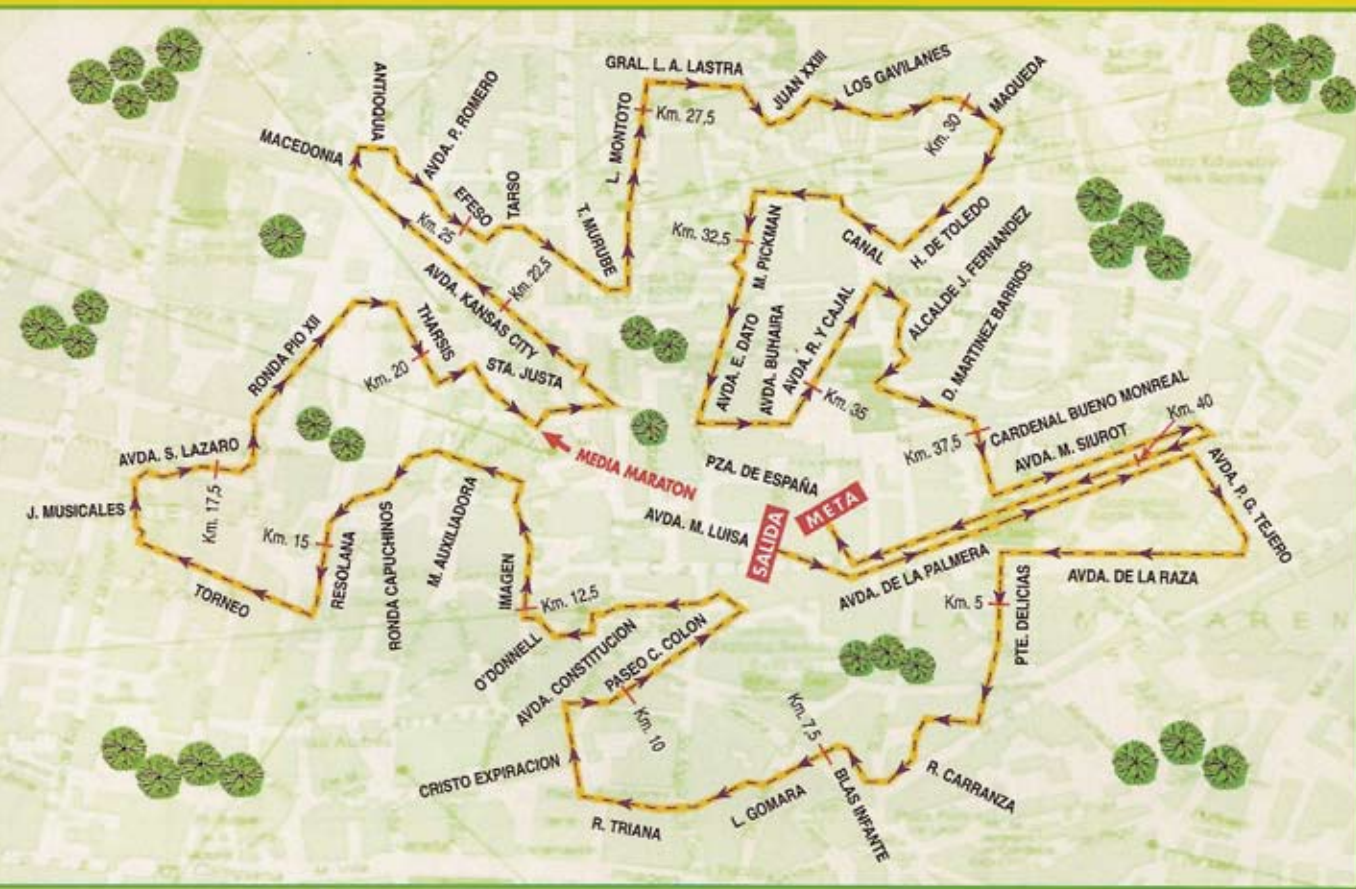 ANTIOQUIA
AVDA. P. ROMERO
MACEDONIA
EFESO
TARSO
Km. 25
T. MURUBE
L. MONTOTO
GRAL. L. A. LASTRA
Km. 27,5
JUAN XXIII
LOS GAVILANES
MAQUEDA
Km. 30
H. DE TOLEDO
CANAL
Km. 32,5
M. PICKMAN
AVDA. E. DATO
AVDA. BUHAIRA
AVDA. R. Y CAJAL
Km. 35
ALCALDE J. FERNANDEZ
D. MARTINEZ BARRIOS
Km. 37,5
CARDENAL BUENO MONREAL
AVDA. M. SIUROT
Km. 40
AVDA. P. G. TEJERO
Km. 22,5
AVDA. KANSAS CITY
STA. JUSTA
THARSIS
Km. 20
RONDA PIO XII
AVDA. S. LAZARO
Km. 17,5
J. MUSICALES
TORNEO
Km. 15
RESOLANA
RONDA CAPUCHINOS
M. AUXILIADORA
IMAGEN
Km. 12,5
O'DONNELL
AVDA. CONSTITUCION
PASEO C. COLON
Km. 10
MEDIA MARATON
PZA. DE ESPAÑA
AVDA. M. LUISA
SALIDA
META
AVDA. DE LA PALMERA
AVDA. DE LA RAZA
Km. 5
PTE. DELICIAS
R. CARRANZA
Km. 7,5
BLAS INFANTE
L. GOMARA
R. TRIANA
CRISTO EXPIRACION